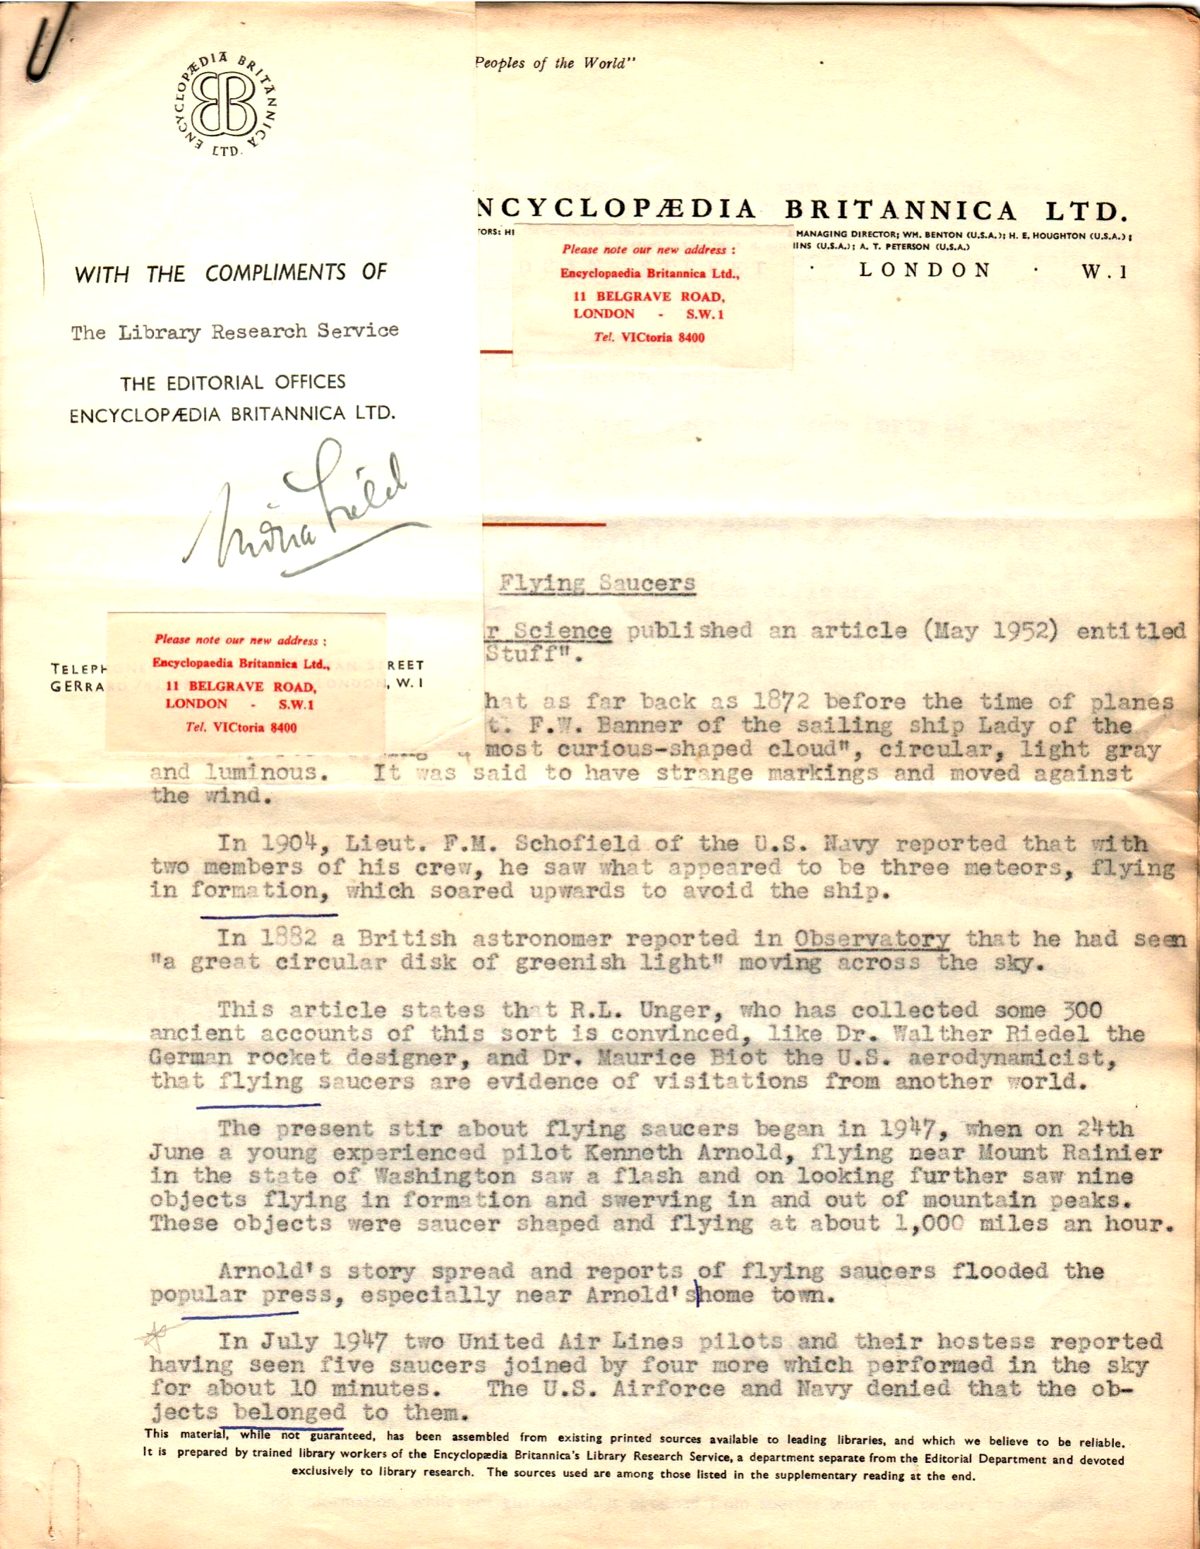 ENCYCLOPÆDIA BRITANNICA
LTD.
WITH THE COMPLIMENTS OF
The Library Research Service
THE EDITORIAL OFFICES
ENCYCLOPÆDIA BRITANNICA LTD.
TELEPH
GERRA
REET
, W.1
Please note our new address :
Encyclopaedia Britannica Ltd.,
11 BELGRAVE ROAD,
LONDON - S.W.1
Tel. VICtoria 8400
Peoples of the World"
NCYCLOPÆDIA BRITANNICA LTD.
TORS: H
MANAGING DIRECTOR; WM. BENTON (U.S.A.); H. E. HOUGHTON (U.S.A.);
INS (U.S.A.); A. T. PETERSON (U.S.A.)
· LONDON · W.1
Please note our new address :
Encyclopaedia Britannica Ltd.,
11 BELGRAVE ROAD,
LONDON - S.W.1
Tel. VICtoria 8400
Flying Saucers
r Science published an article (May 1952) entitled
Stuff".
hat as far back as 1872 before the time of planes
t. F.W. Banner of the sailing ship Lady of the
most curious-shaped cloud", circular, light gray
and luminous. It was said to have strange markings and moved against
the wind.
In 1904, Lieut. F.M. Schofield of the U.S. Navy reported that with
two members of his crew, he saw what appeared to be three meteors, flying
in formation, which soared upwards to avoid the ship.
In 1882 a British astronomer reported in Observatory that he had seen
"a great circular disk of greenish light" moving across the sky.
This article states that R.L. Unger, who has collected some 300
ancient accounts of this sort is convinced, like Dr. Walther Riedel the
German rocket designer, and Dr. Maurice Biot the U.S. aerodynamicist,
that flying saucers are evidence of visitations from another world.
The present stir about flying saucers began in 1947, when on 24th
June a young experienced pilot Kenneth Arnold, flying near Mount Rainier
in the state of Washington saw a flash and on looking further saw nine
objects flying in formation and swerving in and out of mountain peaks.
These objects were saucer shaped and flying at about 1,000 miles an hour.
Arnold's story spread and reports of flying saucers flooded the
popular press, especially near Arnold's home town.
In July 1947 two United Air Lines pilots and their hostess reported
having seen five saucers joined by four more which performed in the sky
for about 10 minutes. The U.S. Airforce and Navy denied that the ob-
jects belonged to them.
This material, while not guaranteed, has been assembled from existing printed sources available to leading libraries, and which we believe to be reliable.
It is prepared by trained library workers of the Encyclopædia Britannica's Library Research Service, a department separate from the Editorial Department and devoted
exclusively to library research. The sources used are among those listed in the supplementary reading at the end.